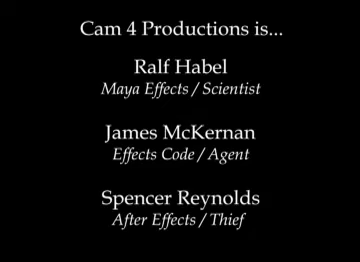 Cam 4 Productions is...
Ralf Habel
Maya Effects / Scientist
James McKernan
Effects Code / Agent
Spencer Reynolds
After Effects / Thief